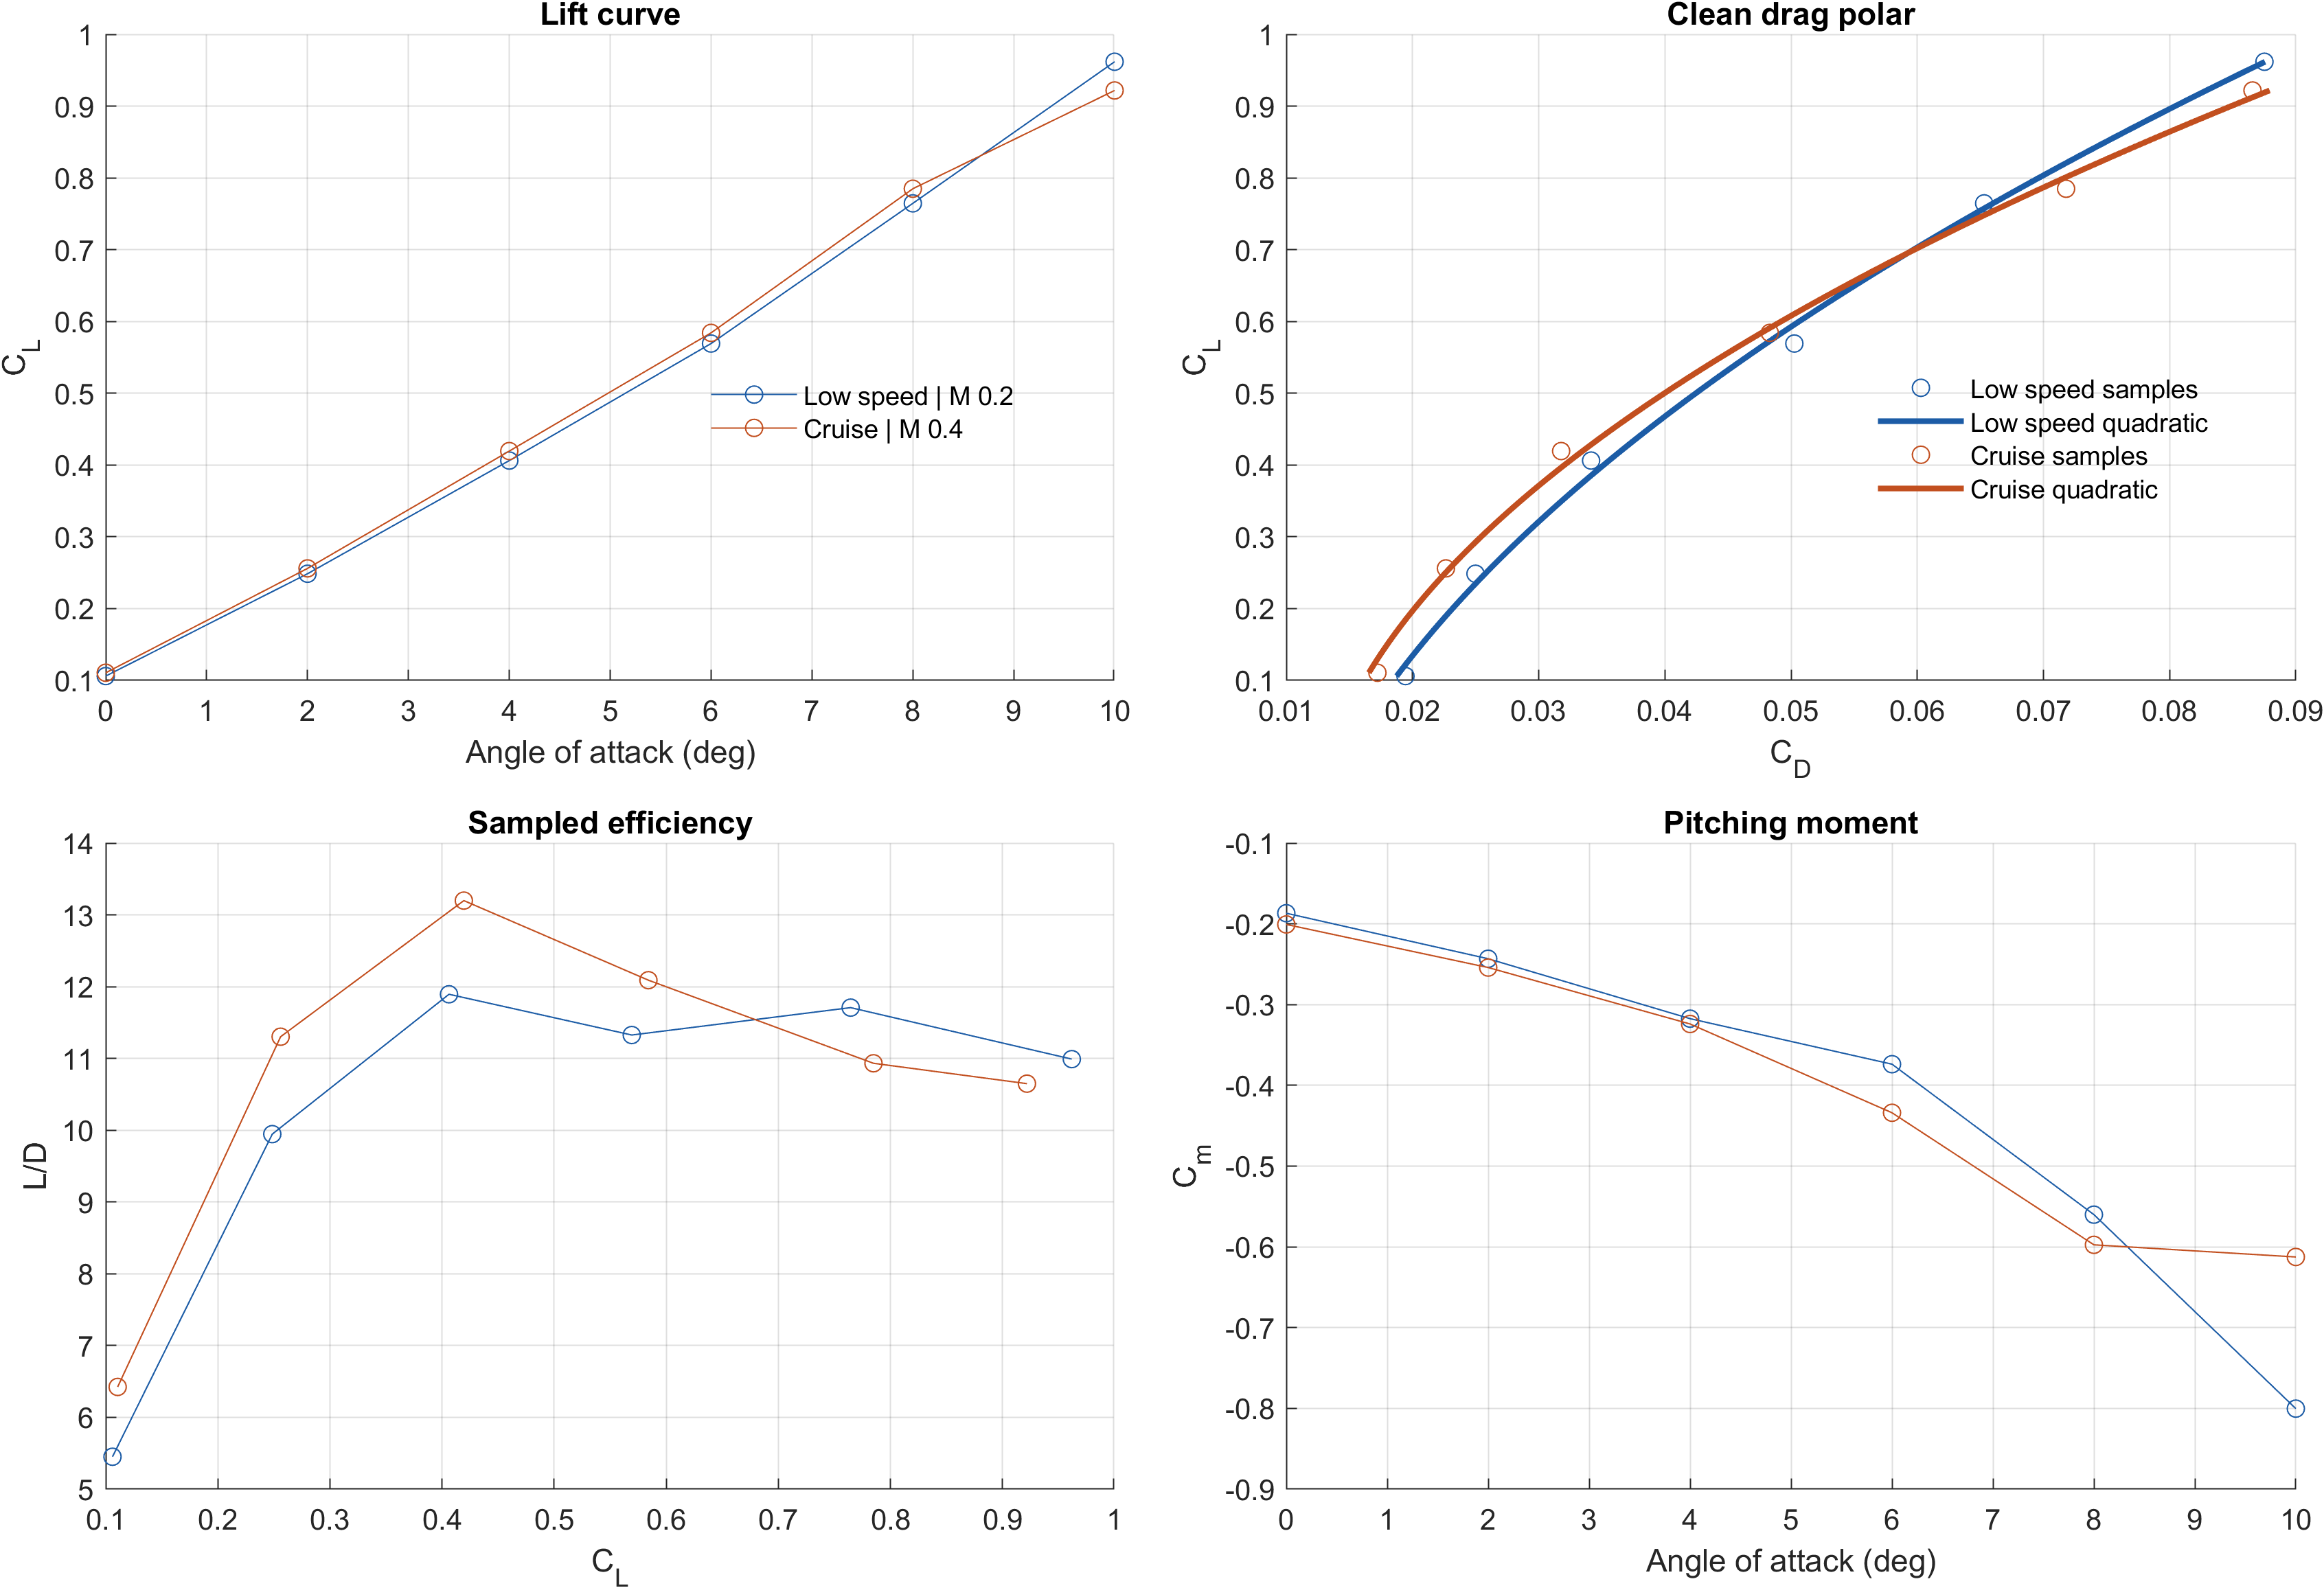 Lift curve
1
0.9
0.8
0.7
0.6
0.5
0.4
0.3
0.2
0.1
C_L
Low speed | M 0.2
Cruise | M 0.4
0 1 2 3 4 5 6 7 8 9 10
Angle of attack (deg)
Clean drag polar
1
0.9
0.8
0.7
0.6
0.5
0.4
0.3
0.2
0.1
C_L
Low speed samples
Low speed quadratic
Cruise samples
Cruise quadratic
0.01 0.02 0.03 0.04 0.05 0.06 0.07 0.08 0.09
C_D
Sampled efficiency
14
13
12
11
10
9
8
7
6
5
L/D
0.1 0.2 0.3 0.4 0.5 0.6 0.7 0.8 0.9 1
C_L
Pitching moment
-0.1
-0.2
-0.3
-0.4
-0.5
-0.6
-0.7
-0.8
-0.9
C_m
0 1 2 3 4 5 6 7 8 9 10
Angle of attack (deg)